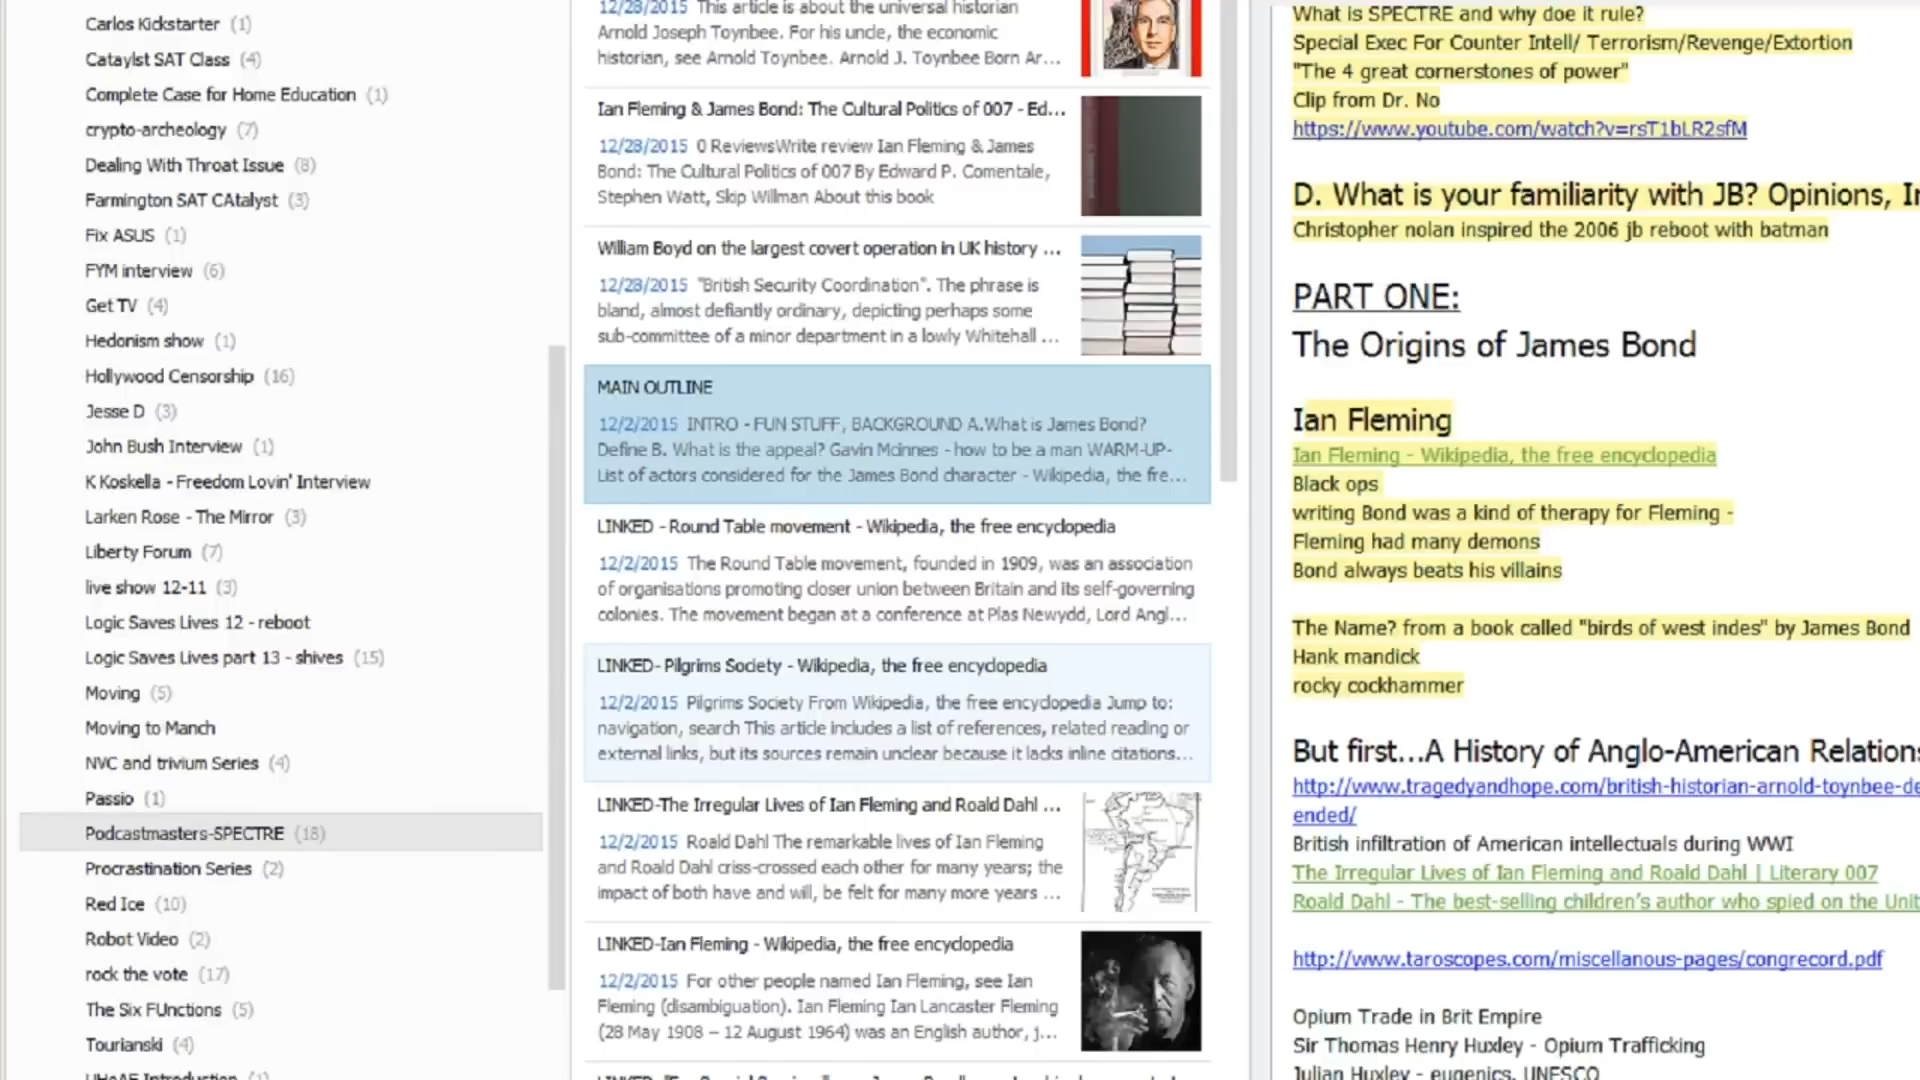 Carlos Kickstarter (1)
Cataylst SAT Class (4)
Complete Case for Home Education (1)
crypto-archeology (7)
Dealing With Throat Issue (8)
Farmington SAT CAtalyst (3)
Fix ASUS (1)
FYM interview (6)
Get TV (4)
Hedonism show (1)
Hollywood Censorship (16)
Jesse D (3)
John Bush Interview (1)
K Koskella - Freedom Lovin' Interview
Larken Rose - The Mirror (3)
Liberty Forum (7)
live show 12-11 (3)
Logic Saves Lives 12 - reboot
Logic Saves Lives part 13 - shives (15)
Moving (5)
Moving to Manch
NVC and trivium Series (4)
Passio (1)
Podcastmasters-SPECTRE (18)
Procrastination Series (2)
Red Ice (10)
Robot Video (2)
rock the vote (17)
The Six FUnctions (5)
Tourianski (4)
UHoAE Introduction (1)
12/28/2015 This article is about the universal historian
Arnold Joseph Toynbee. For his uncle, the economic
historian, see Arnold Toynbee. Arnold J. Toynbee Born Ar...
Ian Fleming & James Bond: The Cultural Politics of 007 - Ed...
12/28/2015 0 ReviewsWrite review Ian Fleming & James
Bond: The Cultural Politics of 007 By Edward P. Comentale,
Stephen Watt, Skip Willman About this book
William Boyd on the largest covert operation in UK history ...
12/28/2015 "British Security Coordination". The phrase is
bland, almost defiantly ordinary, depicting perhaps some
sub-committee of a minor department in a lowly Whitehall ...
MAIN OUTLINE
12/2/2015 INTRO - FUN STUFF, BACKGROUND A.What is James Bond?
Define B. What is the appeal? Gavin Mcinnes - how to be a man WARM-UP-
List of actors considered for the James Bond character - Wikipedia, the fre...
LINKED - Round Table movement - Wikipedia, the free encyclopedia
12/2/2015 The Round Table movement, founded in 1909, was an association
of organisations promoting closer union between Britain and its self-governing
colonies. The movement began at a conference at Plas Newydd, Lord Angl...
LINKED- Pilgrims Society - Wikipedia, the free encyclopedia
12/2/2015 Pilgrims Society From Wikipedia, the free encyclopedia Jump to:
navigation, search This article includes a list of references, related reading or
external links, but its sources remain unclear because it lacks inline citations...
LINKED-The Irregular Lives of Ian Fleming and Roald Dahl ...
12/2/2015 Roald Dahl The remarkable lives of Ian Fleming
and Roald Dahl criss-crossed each other for many years; the
impact of both have and will, be felt for many more years ...
LINKED-Ian Fleming - Wikipedia, the free encyclopedia
12/2/2015 For other people named Ian Fleming, see Ian
Fleming (disambiguation). Ian Fleming Ian Lancaster Fleming
(28 May 1908 – 12 August 1964) was an English author, j...
What is SPECTRE and why doe it rule?
Special Exec For Counter Intell/ Terrorism/Revenge/Extortion
"The 4 great cornerstones of power"
Clip from Dr. No
https://www.youtube.com/watch?v=rsT1bLR2sfM
D. What is your familiarity with JB? Opinions, In
Christopher nolan inspired the 2006 jb reboot with batman
PART ONE:
The Origins of James Bond
Ian Fleming
Ian Fleming - Wikipedia, the free encyclopedia
Black ops
writing Bond was a kind of therapy for Fleming -
Fleming had many demons
Bond always beats his villains
The Name? from a book called "birds of west indes" by James Bond
Hank mandick
rocky cockhammer
But first...A History of Anglo-American Relations
http://www.tragedyandhope.com/british-historian-arnold-toynbee-de
ended/
British infiltration of American intellectuals during WWI
The Irregular Lives of Ian Fleming and Roald Dahl | Literary 007
Roald Dahl - The best-selling children's author who spied on the Unit
http://www.taroscopes.com/miscellanous-pages/congrecord.pdf
Opium Trade in Brit Empire
Sir Thomas Henry Huxley - Opium Trafficking
Julian Huxley - eugenics, UNESCO